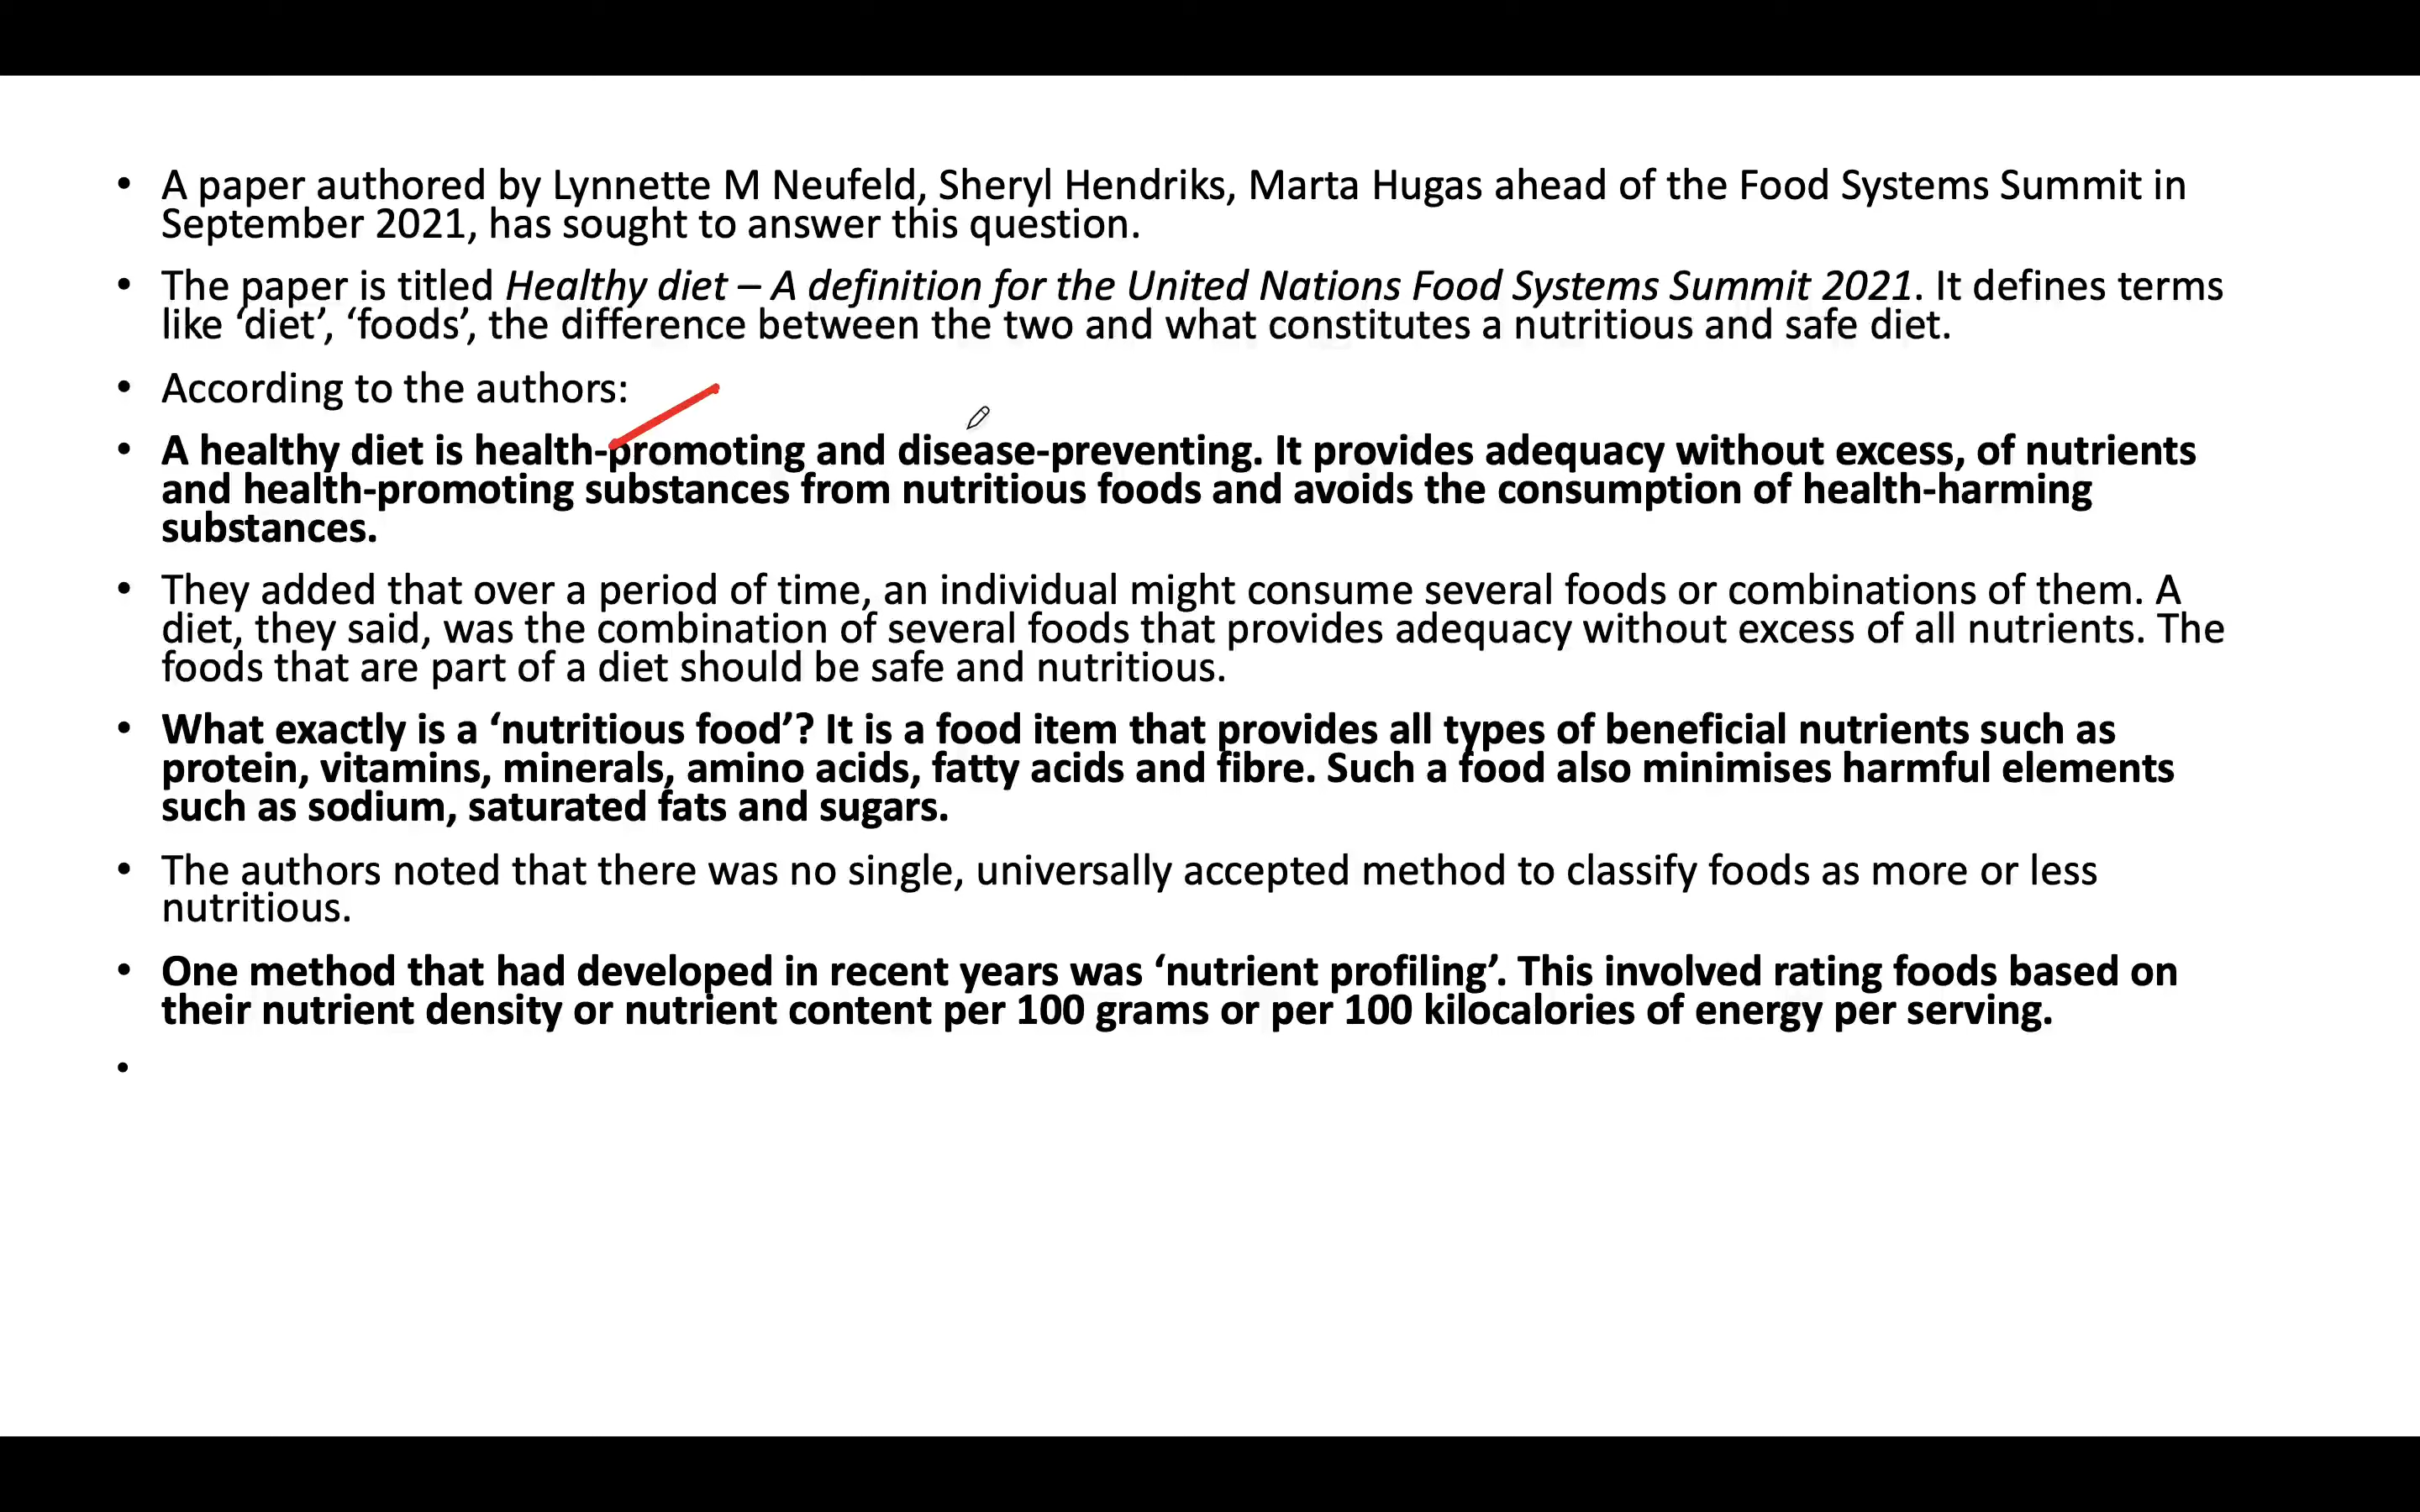 • A paper authored by Lynnette M Neufeld, Sheryl Hendriks, Marta Hugas ahead of the Food Systems Summit in
September 2021, has sought to answer this question.
• The paper is titled Healthy diet – A definition for the United Nations Food Systems Summit 2021. It defines terms
like ‘diet’, ‘foods’, the difference between the two and what constitutes a nutritious and safe diet.
• According to the authors:
• A healthy diet is health-promoting and disease-preventing. It provides adequacy without excess, of nutrients
and health-promoting substances from nutritious foods and avoids the consumption of health-harming
substances.
• They added that over a period of time, an individual might consume several foods or combinations of them. A
diet, they said, was the combination of several foods that provides adequacy without excess of all nutrients. The
foods that are part of a diet should be safe and nutritious.
• What exactly is a ‘nutritious food’? It is a food item that provides all types of beneficial nutrients such as
protein, vitamins, minerals, amino acids, fatty acids and fibre. Such a food also minimises harmful elements
such as sodium, saturated fats and sugars.
• The authors noted that there was no single, universally accepted method to classify foods as more or less
nutritious.
• One method that had developed in recent years was ‘nutrient profiling’. This involved rating foods based on
their nutrient density or nutrient content per 100 grams or per 100 kilocalories of energy per serving.
•